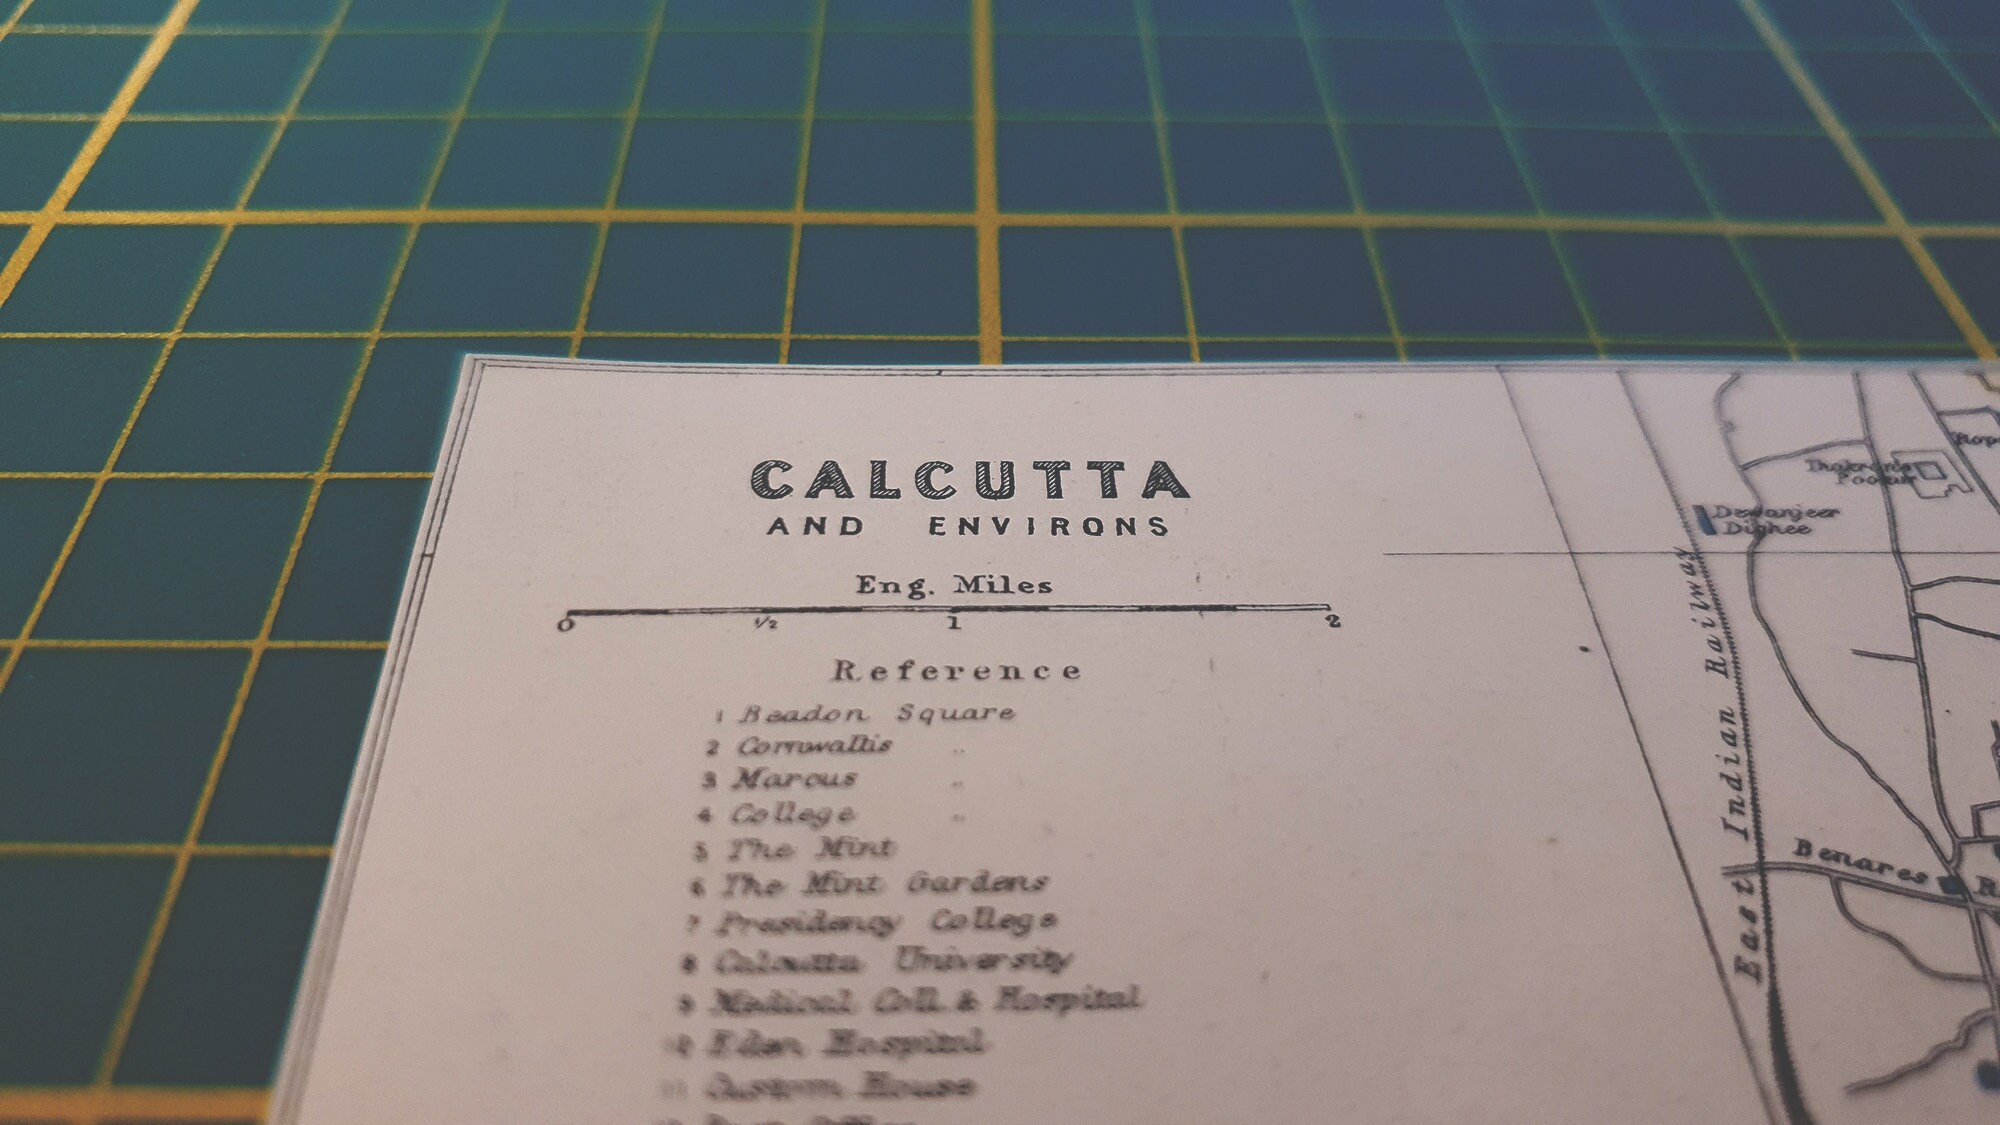 CALCUTTA
AND ENVIRONS
Eng. Miles
0 1/2 1 2
Reference
1 Beadon Square
2 Cornwallis "
3 Marcus "
4 College "
5 The Mint
6 The Mint Gardens
7 Presidency College
8 Calcutta University
9 Medical Coll. & Hospital
10 Eden Hospital
11 Custom House
Dewanjeer
Dighee
East Indian Railway
Benares